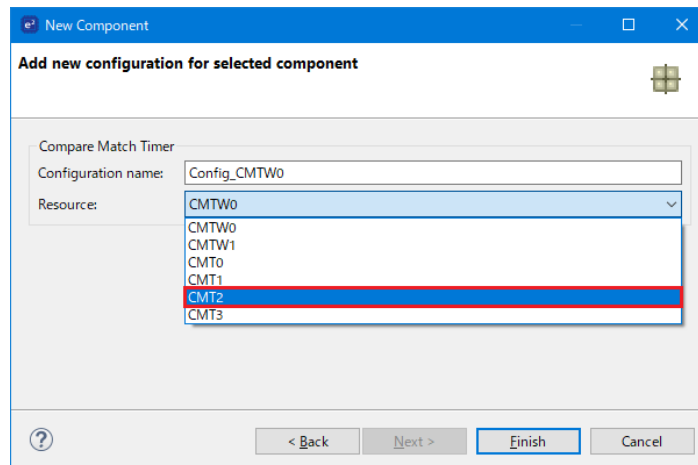 e² New Component
Add new configuration for selected component
Compare Match Timer
Configuration name: Config_CMTW0
Resource: CMTW0
CMTW0
CMTW1
CMT0
CMT1
CMT2
CMT3
? < Back Next > Finish Cancel